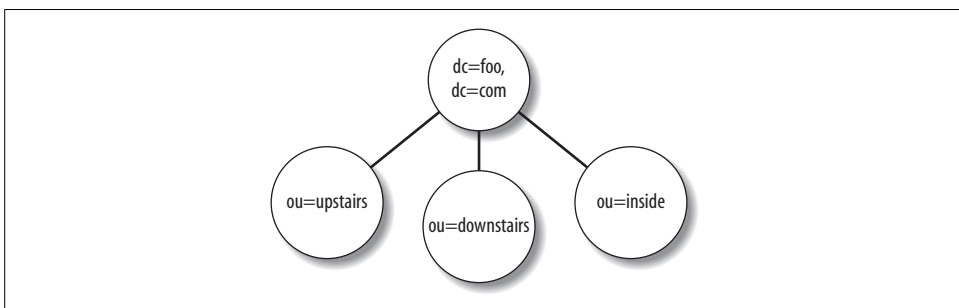 dc=foo,
dc=com
ou=upstairs
ou=downstairs
ou=inside